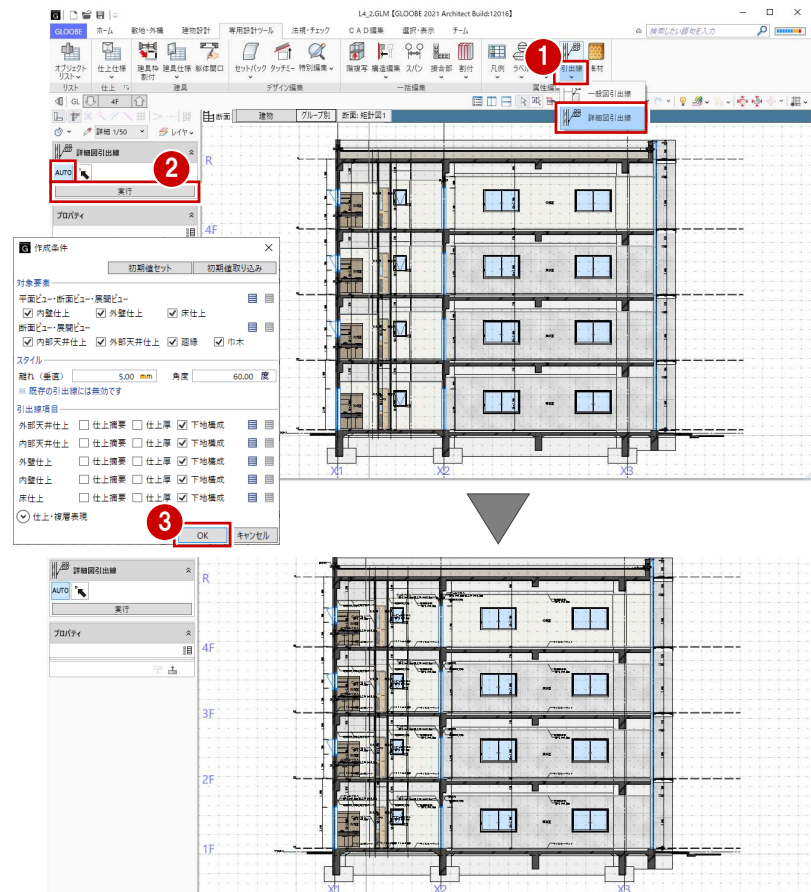 L4_2.GLM【GLOOBE 2021 Architect Build:12016】
GLOOBE ホーム 敷地・外構 建物設計 専用設計ツール 法規・チェック CAD編集 選択・表示 チーム 検索したい語句を入力
オブジェクトリスト 仕上仕様 建具枠割付 建具仕様 躯体開口 セットバック タッチミー 特別編集 階複写 構造編集 スパン 接合部 割付 凡例 引出線
リスト 仕上 建具 デザイン編集 一括編集 属性編集
1
一般図引出線
詳細図引出線
GL 4F
詳細 1/50 レイヤ
断面 建物 グループ別 断面: 矩計図1
詳細図引出線
AUTO
2
実行
プロパティ
R
4F
X1 X2 X3
作成条件
初期値セット 初期値取り込み
対象要素
平面ビュー・断面ビュー・展開ビュー
内壁仕上 外壁仕上 床仕上
断面ビュー・展開ビュー
内部天井仕上 外部天井仕上 廻縁 巾木
スタイル
離れ（垂直） 5.00 mm 角度 60.00 度
※ 既存の引出線には無効です
引出線項目
外部天井仕上 仕上摘要 仕上厚 下地構成
内部天井仕上 仕上摘要 仕上厚 下地構成
外壁仕上 仕上摘要 仕上厚 下地構成
内壁仕上 仕上摘要 仕上厚 下地構成
床仕上 仕上摘要 仕上厚 下地構成
仕上・複層表現
3
OK キャンセル
詳細図引出線
AUTO
実行
プロパティ
R
4F
3F
2F
1F
X1 X2 X3